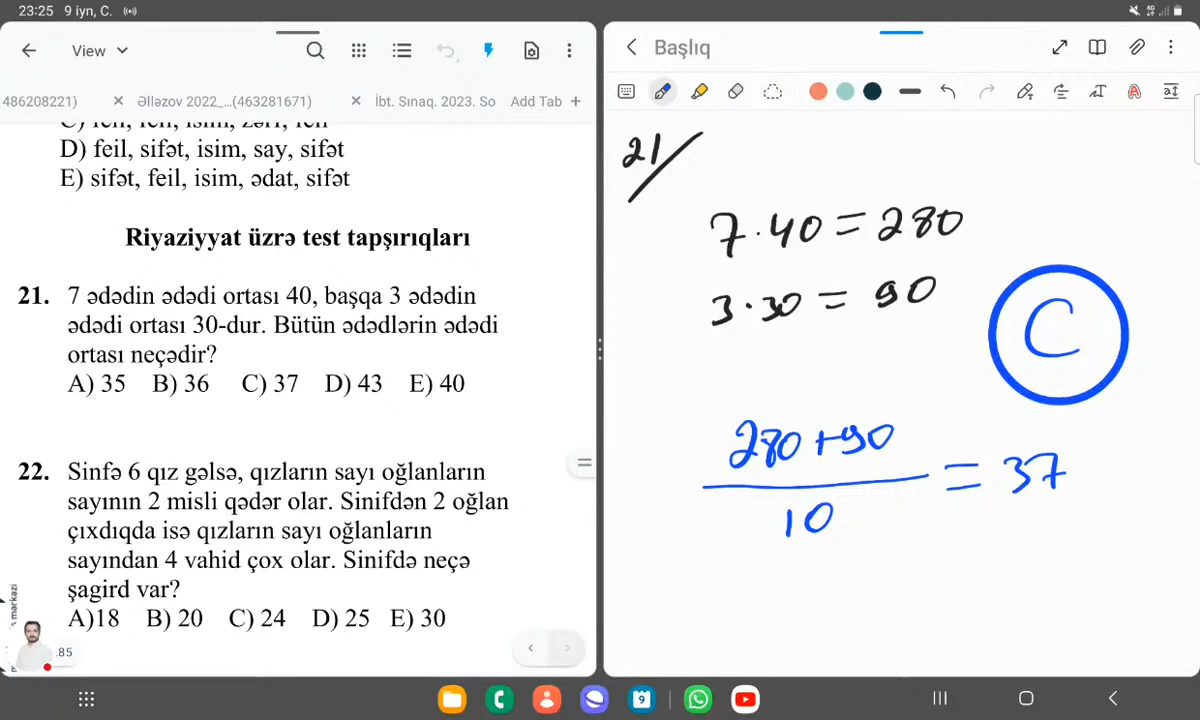 23:25 9 iyn, C.
View
486208221)
Əlləzov 2022_...(463281671)
İbt. Sınaq. 2023. So
Add Tab +
D) feil, sifət, isim, say, sifət
E) sifət, feil, isim, ədat, sifət
Riyaziyyat üzrə test tapşırıqları
21. 7 ədədin ədədi ortası 40, başqa 3 ədədin
ədədi ortası 30-dur. Bütün ədədlərin ədədi
ortası neçədir?
A) 35 B) 36 C) 37 D) 43 E) 40
22. Sinfə 6 qız gəlsə, qızların sayı oğlanların
sayının 2 misli qədər olar. Sinifdən 2 oğlan
çıxdıqda isə qızların sayı oğlanların
sayından 4 vahid çox olar. Sinifdə neçə
şagird var?
A)18 B) 20 C) 24 D) 25 E) 30
mərkəzi
.85
Başlıq
21/
7·40=280
3·30=90
C
280+90
10
=37
9